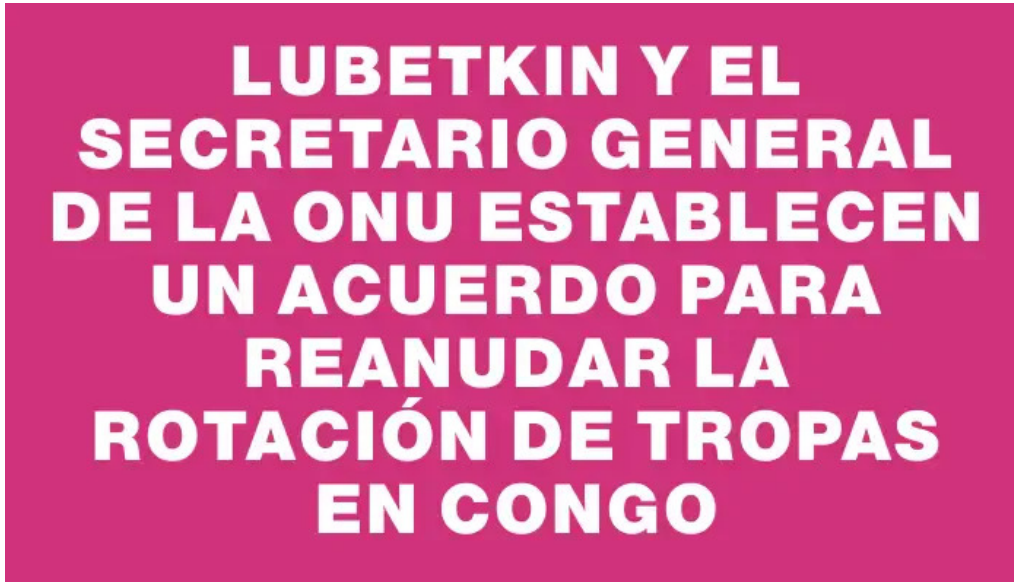 LUBETKIN Y EL
SECRETARIO GENERAL
DE LA ONU ESTABLECEN
UN ACUERDO PARA
REANUDAR LA
ROTACIÓN DE TROPAS
EN CONGO